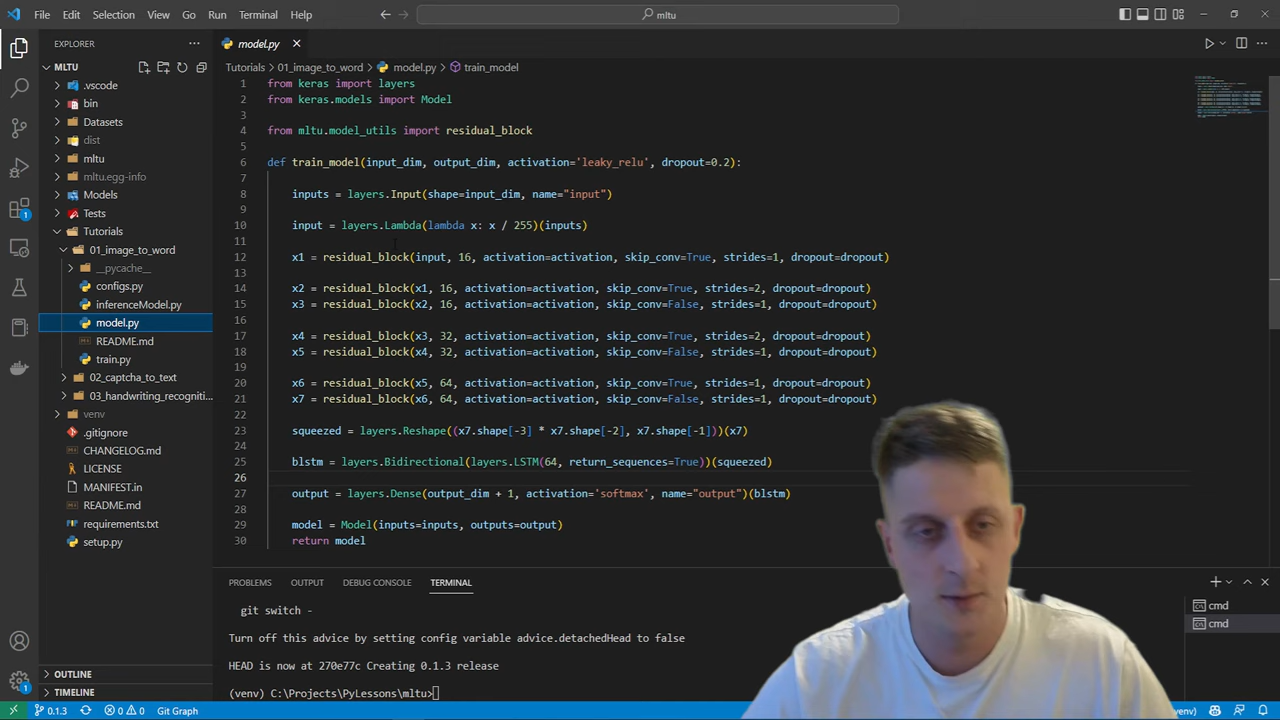 File Edit Selection View Go Run Terminal Help
mltu
EXPLORER
model.py
MLTU
Tutorials > 01_image_to_word > model.py > train_model
.vscode
bin
Datasets
dist
mltu
mltu.egg-info
Models
Tests
Tutorials
01_image_to_word
__pycache__
configs.py
inferenceModel.py
model.py
README.md
train.py
02_captcha_to_text
03_handwriting_recogniti...
venv
.gitignore
CHANGELOG.md
LICENSE
MANIFEST.in
README.md
requirements.txt
setup.py
OUTLINE
TIMELINE
1 from keras import layers
2 from keras.models import Model
3
4 from mltu.model_utils import residual_block
5
6 def train_model(input_dim, output_dim, activation='leaky_relu', dropout=0.2):
7
8 inputs = layers.Input(shape=input_dim, name="input")
9
10 input = layers.Lambda(lambda x: x / 255)(inputs)
11
12 x1 = residual_block(input, 16, activation=activation, skip_conv=True, strides=1, dropout=dropout)
13
14 x2 = residual_block(x1, 16, activation=activation, skip_conv=True, strides=2, dropout=dropout)
15 x3 = residual_block(x2, 16, activation=activation, skip_conv=False, strides=1, dropout=dropout)
16
17 x4 = residual_block(x3, 32, activation=activation, skip_conv=True, strides=2, dropout=dropout)
18 x5 = residual_block(x4, 32, activation=activation, skip_conv=False, strides=1, dropout=dropout)
19
20 x6 = residual_block(x5, 64, activation=activation, skip_conv=True, strides=2, dropout=dropout)
21 x7 = residual_block(x6, 64, activation=activation, skip_conv=False, strides=1, dropout=dropout)
22
23 squeezed = layers.Reshape((x7.shape[-3] * x7.shape[-2], x7.shape[-1]))(x7)
24
25 blstm = layers.Bidirectional(layers.LSTM(64, return_sequences=True))(squeezed)
26
27 output = layers.Dense(output_dim + 1, activation='softmax', name="output")(blstm)
28
29 model = Model(inputs=inputs, outputs=output)
30 return model
PROBLEMS OUTPUT DEBUG CONSOLE TERMINAL
git switch -
Turn off this advice by setting config variable advice.detachedHead to false
HEAD is now at 270e77c Creating 0.1.3 release
(venv) C:\Projects\PyLessons\mltu>
cmd
cmd
1
1
0.1.3 0 0 Git Graph
venv)